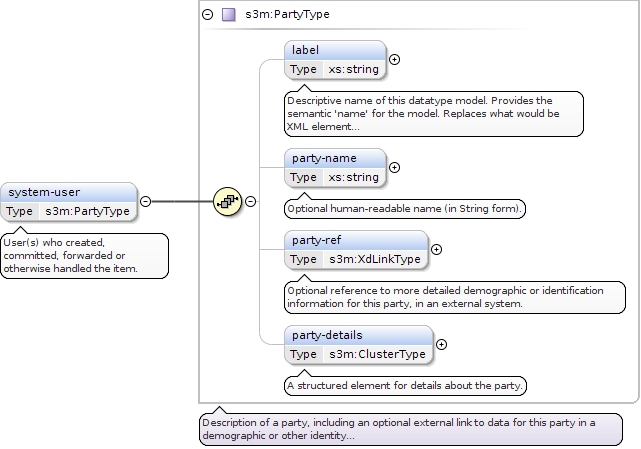 s3m:PartyType
label
Type xs:string
Descriptive name of this datatype model. Provides the
semantic 'name' for the model. Replaces what would be
XML element...
party-name
Type xs:string
Optional human-readable name (in String form).
system-user
Type s3m:PartyType
User(s) who created,
committed, forwarded or
otherwise handled the item.
party-ref
Type s3m:XdLinkType
Optional reference to more detailed demographic or identification
information for this party, in an external system.
party-details
Type s3m:ClusterType
A structured element for details about the party.
Description of a party, including an optional external link to data for this party in a
demographic or other identity...